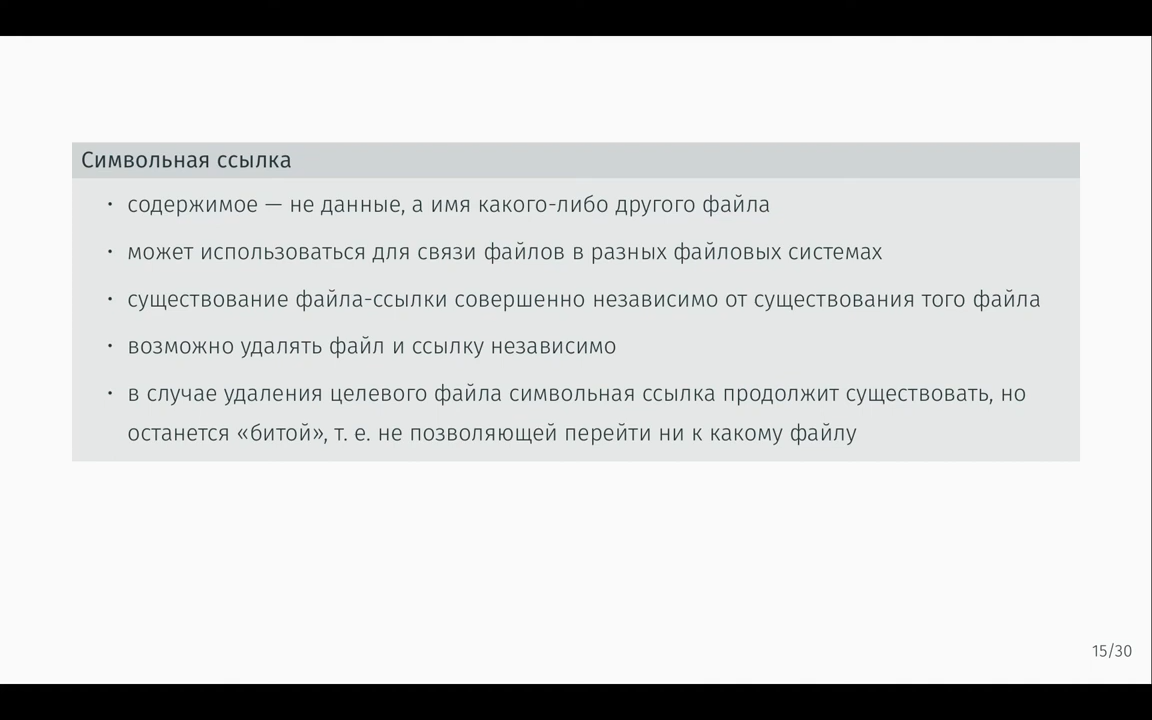 Символьная ссылка
• содержимое — не данные, а имя какого-либо другого файла
• может использоваться для связи файлов в разных файловых системах
• существование файла-ссылки совершенно независимо от существования того файла
• возможно удалять файл и ссылку независимо
• в случае удаления целевого файла символьная ссылка продолжит существовать, но
останется «битой», т. е. не позволяющей перейти ни к какому файлу
15/30